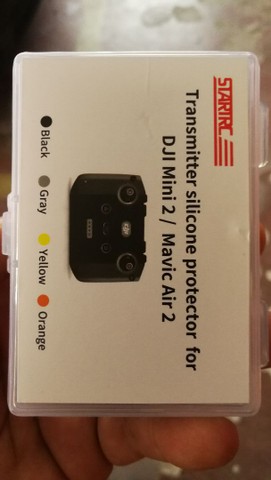 STARTRC
Transmitter silicone protector for
DJI Mini 2 / Mavic Air 2
Black
Gray
Yellow
Orange